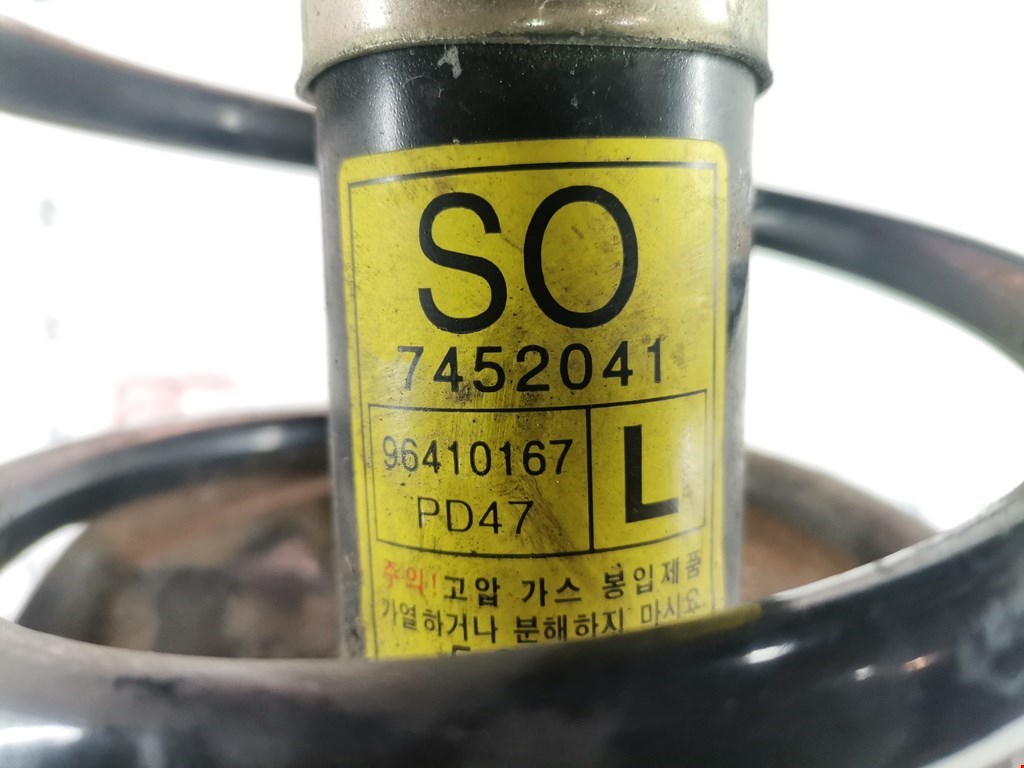 SO
7452041
96410167
L
PD47
주의! 고압 가스 봉입제품
가열하거나 분해하지 마시요